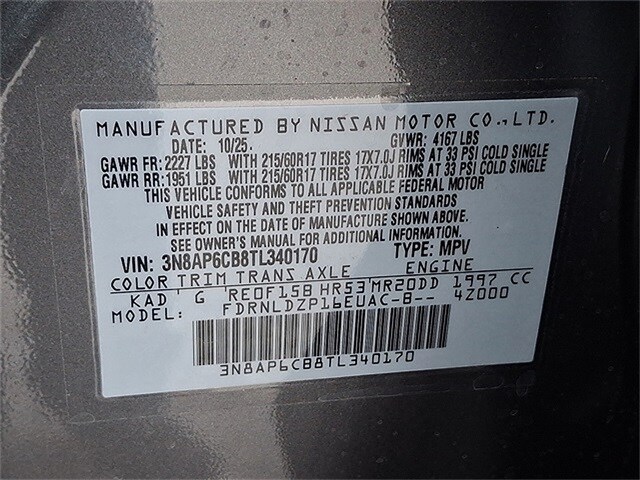 MANUFACTURED BY NISSAN MOTOR CO.,LTD.
DATE: 10/25. GVWR: 4167 LBS
GAWR FR: 2227 LBS WITH 215/60R17 TIRES 17X7.0J RIMS AT 33 PSI COLD SINGLE
GAWR RR: 1951 LBS WITH 215/60R17 TIRES 17X7.0J RIMS AT 33 PSI COLD SINGLE
THIS VEHICLE CONFORMS TO ALL APPLICABLE FEDERAL MOTOR
VEHICLE SAFETY AND THEFT PREVENTION STANDARDS
IN EFFECT ON THE DATE OF MANUFACTURE SHOWN ABOVE.
SEE OWNER'S MANUAL FOR ADDITIONAL INFORMATION.
VIN: 3N8AP6CB8TL340170 TYPE: MPV
COLOR TRIM TRANS AXLE ENGINE
KAD G RE0F15B HR53 MR20DD 1997 CC
MODEL: FDRNLDZP16EUAC-B-- 4Z000
3N8AP6CB8TL340170